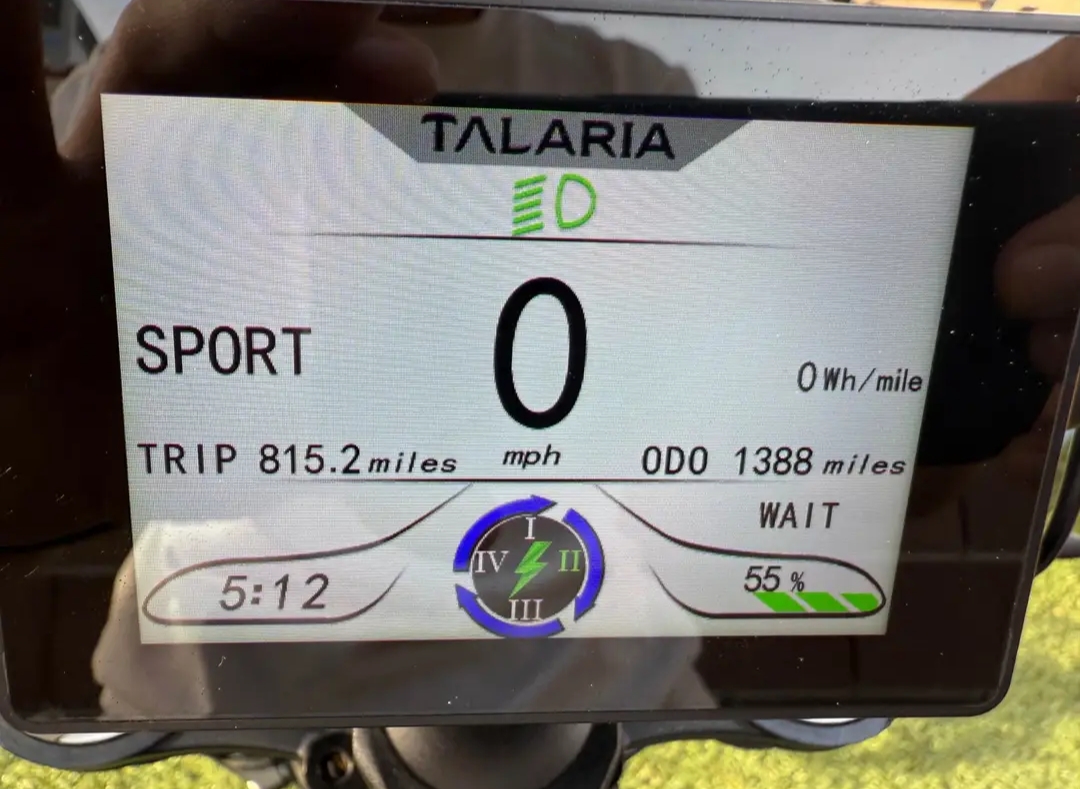 TALARIA
SPORT
0
0 Wh/mile
TRIP 815.2 miles
mph
ODO 1388 miles
WAIT
I
IV
II
III
5:12
55 %